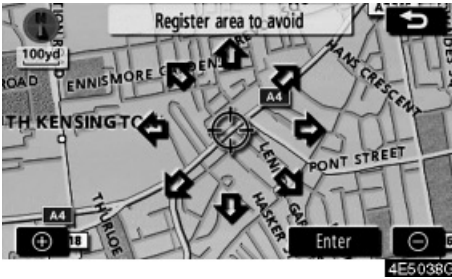 Register area to avoid
N
100yd
ROAD
ENNISMORE
HANS CRESCENT
A4
TH KENSINGTO
PONT STREET
HASKER
THURLOE
A4
Enter
4E5038G